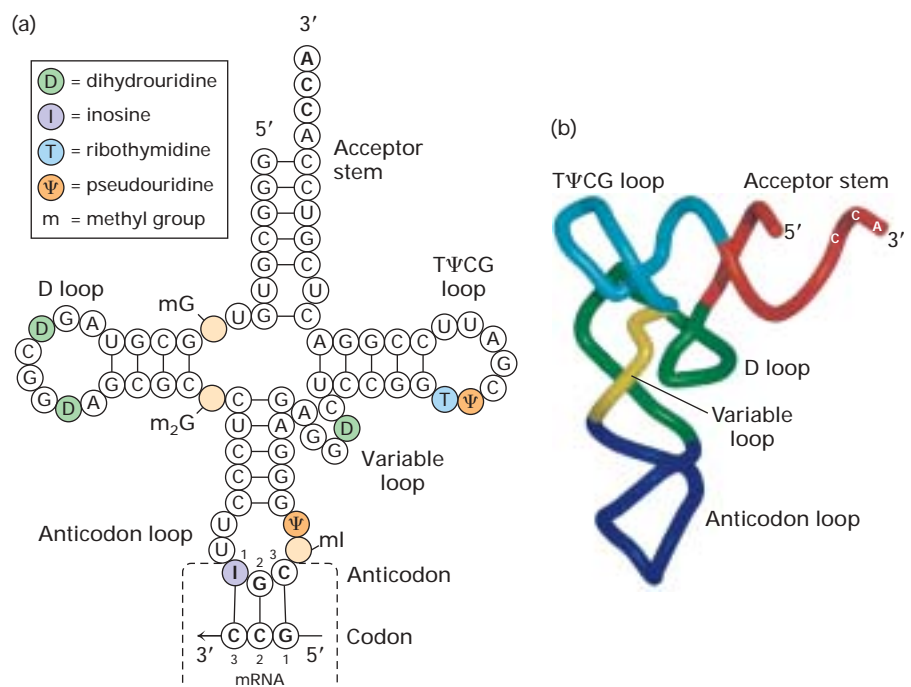 (a)
3′
D = dihydrouridine
I = inosine
T = ribothymidine
Ψ = pseudouridine
m = methyl group
A
C
C
A
5′
Acceptor stem
G C
G C
G U
C G
G C
U U
mG U G C
D loop
D G A U G C G
C
G
G D A G C G C
m₂G
TΨCG loop
A G G C C U U A
G
C
U C C G G T Ψ
C G A C D
U A G G
C G
C G
C G
Variable loop
U Ψ
U mI
Anticodon loop
1 2 3
I G C
Anticodon
C C G
Codon
3′ 3 2 1 5′
mRNA
(b)
TΨCG loop
Acceptor stem
5′
C C A 3′
D loop
Variable loop
Anticodon loop